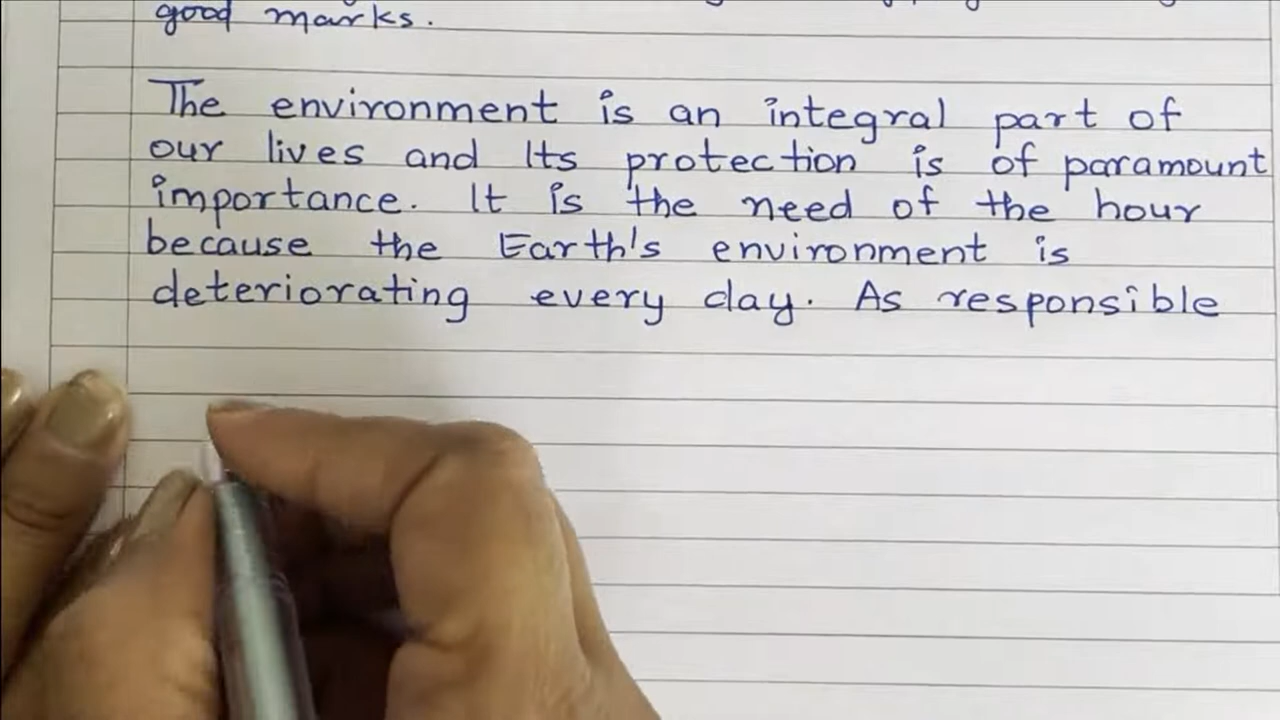 good marks.
The environment is an integral part of
our lives and Its protection is of paramount
importance. It is the need of the hour
because the Earth's environment is
deteriorating every day. As responsible